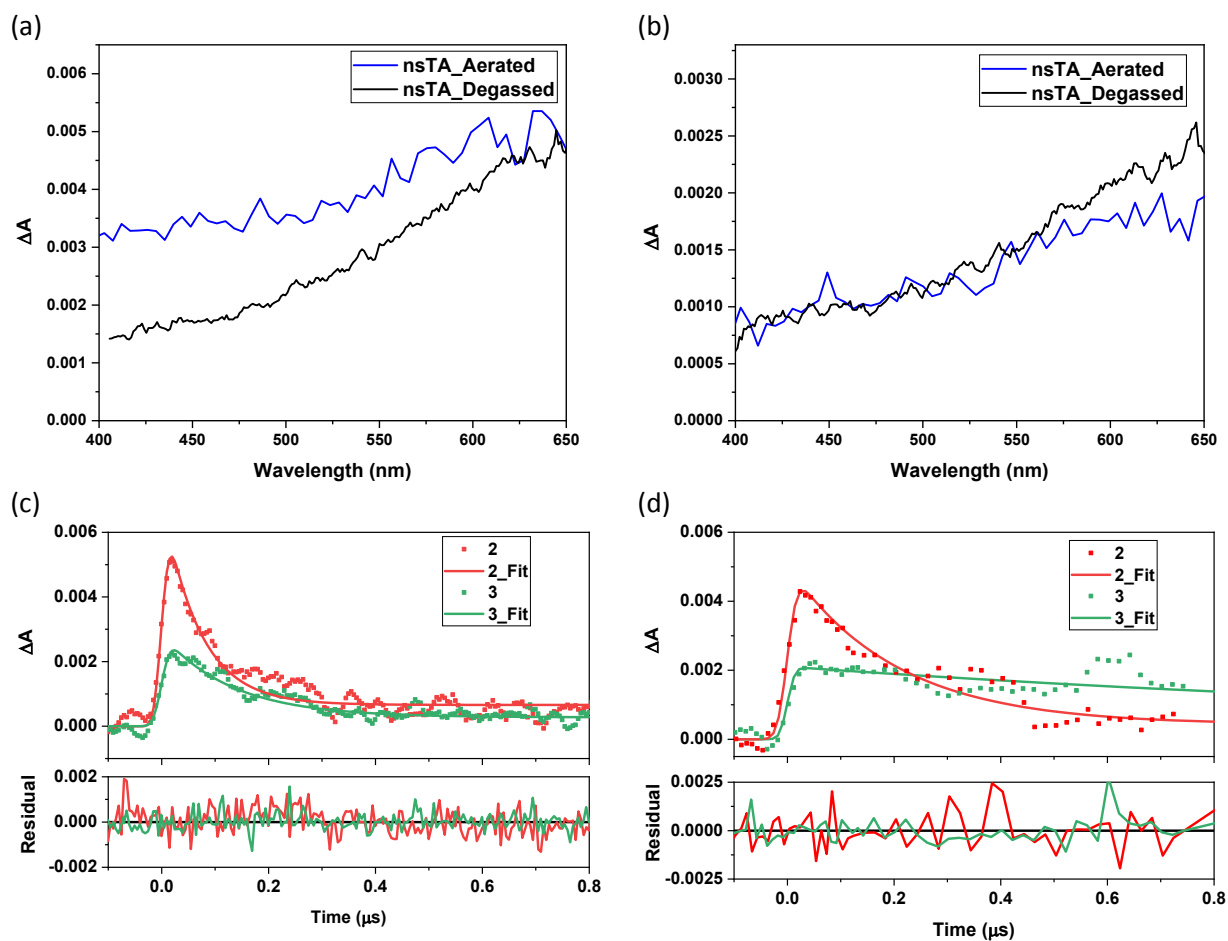 (a)
nsTA_Aerated
nsTA_Degassed
0.006
0.005
0.004
0.003
0.002
0.001
0.000
ΔA
400 450 500 550 600 650
Wavelength (nm)
(b)
nsTA_Aerated
nsTA_Degassed
0.0030
0.0025
0.0020
0.0015
0.0010
0.0005
0.0000
ΔA
400 450 500 550 600 650
Wavelength (nm)
(c)
2
2_Fit
3
3_Fit
0.006
0.004
0.002
0.000
ΔA
0.002
0.000
-0.002
Residual
0.0 0.2 0.4 0.6 0.8
Time (μs)
(d)
2
2_Fit
3
3_Fit
0.006
0.004
0.002
0.000
ΔA
0.0025
0.0000
-0.0025
Residual
0.0 0.2 0.4 0.6 0.8
Time (μs)